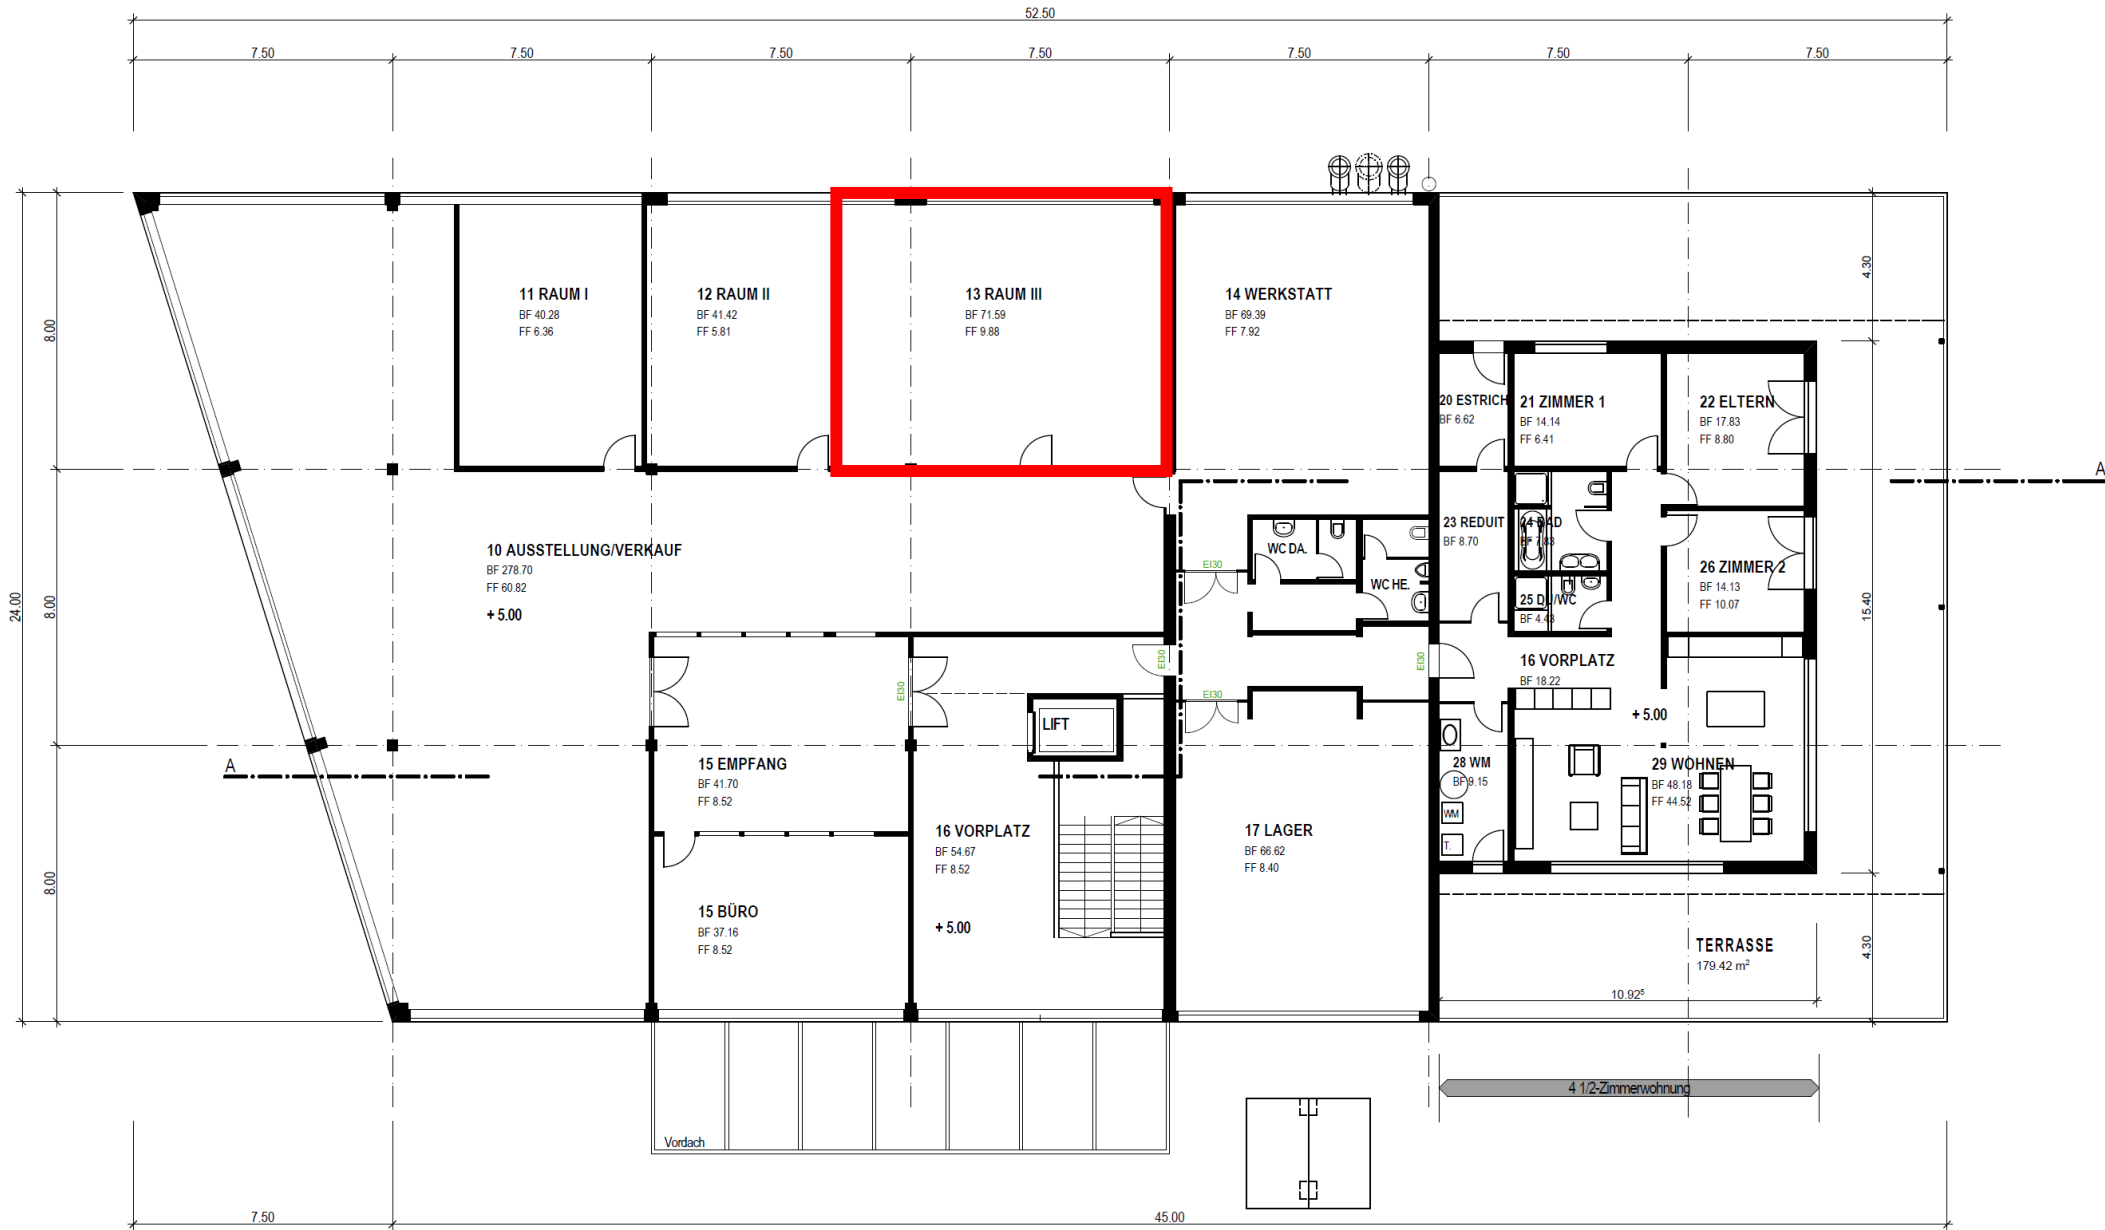 52.50
7.50
7.50
7.50
7.50
7.50
7.50
7.50
24.00
8.00
8.00
8.00
4.30
15.40
4.30
11 RAUM I
BF 40.28
FF 6.36
12 RAUM II
BF 41.42
FF 5.81
13 RAUM III
BF 71.59
FF 9.88
14 WERKSTATT
BF 69.39
FF 7.92
20 ESTRICH
BF 6.62
21 ZIMMER 1
BF 14.14
FF 6.41
22 ELTERN
BF 17.83
FF 8.80
A
10 AUSSTELLUNG/VERKAUF
BF 278.70
FF 60.82
+ 5.00
WC DA.
WC HE.
EI30
EI30
EI30
EI30
EI30
23 REDUIT
BF 8.70
24 BAD
BF 7.83
25 DU/WC
BF 4.43
26 ZIMMER 2
BF 14.13
FF 10.07
16 VORPLATZ
BF 18.22
+ 5.00
LIFT
A
15 EMPFANG
BF 41.70
FF 8.52
28 WM
BF 9.15
WM
T.
29 WOHNEN
BF 48.18
FF 44.52
16 VORPLATZ
BF 54.67
FF 8.52
+ 5.00
17 LAGER
BF 66.62
FF 8.40
15 BÜRO
BF 37.16
FF 8.52
TERRASSE
179.42 m²
10.92⁵
4 1/2-Zimmerwohnung
Vordach
7.50
45.00